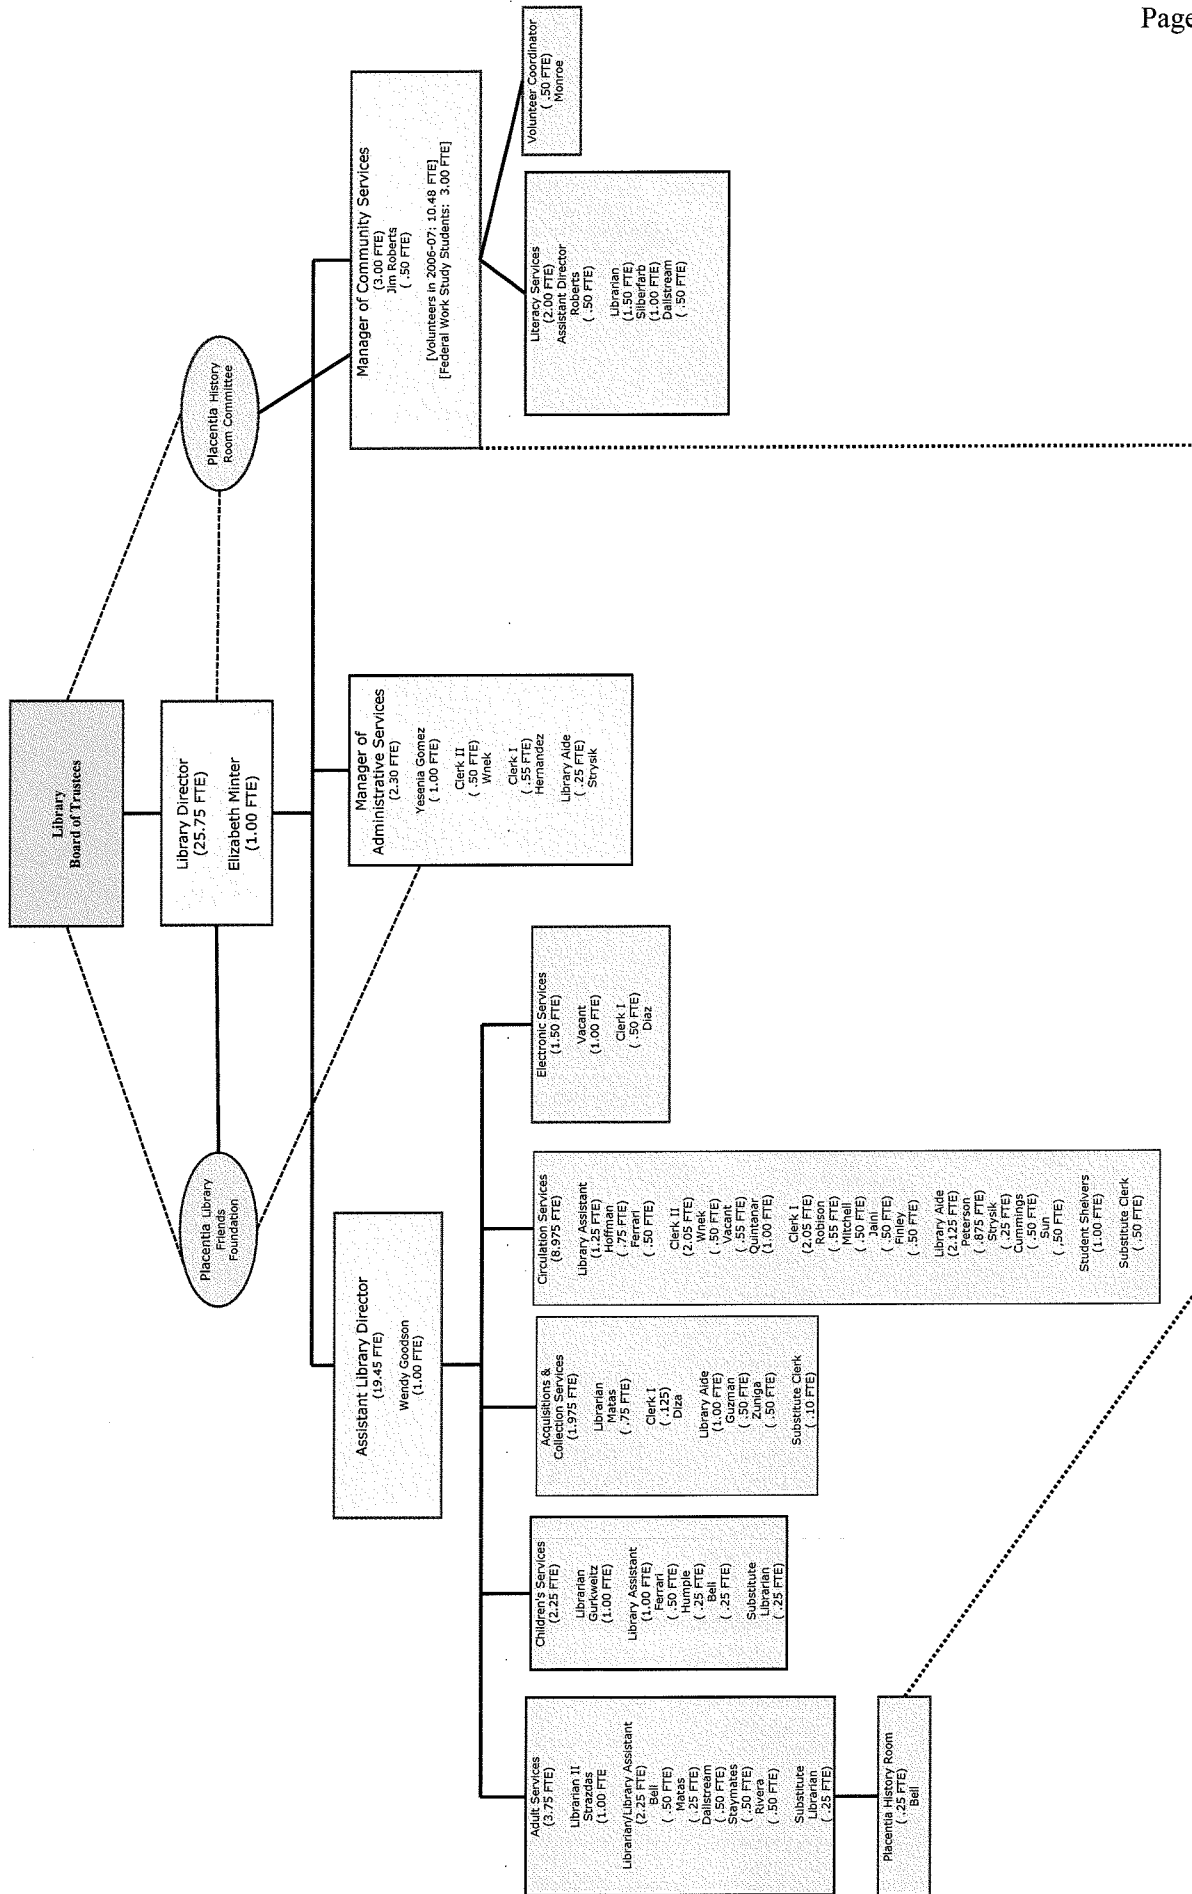 Page
Library
Board of Trustees
Library Director
(25.75 FTE)
Elizabeth Minter
(1.00 FTE)
Placentia Library
Friends
Foundation
Placentia History
Room Committee
Assistant Library Director
(19.45 FTE)
Wendy Goodson
(1.00 FTE)
Manager of
Administrative Services
(2.30 FTE)
Yesenia Gomez
( 1.00 FTE)
Clerk II
( .50 FTE)
Wnek
Clerk I
( .55 FTE)
Hernandez
Library Aide
( .25 FTE)
Strysik
Manager of Community Services
(3.00 FTE)
Jim Roberts
( .50 FTE)
[Volunteers in 2006-07: 10.48 FTE]
[Federal Work Study Students: 3.00 FTE]
Adult Services
(3.75 FTE)
Librarian II
Strazdas
(1.00 FTE
Librarian/Library Assistant
(2.25 FTE)
Bell
( .50 FTE)
Matas
( .25 FTE)
Dallstream
( .50 FTE)
Staymates
( .50 FTE)
Rivera
( .50 FTE)
Substitute
Librarian
( .25 FTE)
Placentia History Room
( .25 FTE)
Bell
Children's Services
(2.25 FTE)
Librarian
Gurkweitz
(1.00 FTE)
Library Assistant
(1.00 FTE)
Ferrari
( .50 FTE)
Humple
( .25 FTE)
Bell
( .25 FTE)
Substitute
Librarian
( .25 FTE)
Acquisitions &
Collection Services
(1.975 FTE)
Librarian
Matas
( .75 FTE)
Clerk I
( .125)
Diza
Library Aide
(1.00 FTE)
Guzman
( .50 FTE)
Zuniga
( .50 FTE)
Substitute Clerk
( .10 FTE)
Circulation Services
(8.975 FTE)
Library Assistant
(1.25 FTE)
Hoffman
( .75 FTE)
Ferrari
( .50 FTE)
Clerk II
(2.05 FTE)
Wnek
( .50 FTE)
Vacant
( .55 FTE)
Quintanar
(1.00 FTE)
Clerk I
(2.05 FTE)
Robison
( .55 FTE)
Mitchell
( .50 FTE)
Jaini
( .50 FTE)
Finley
( .50 FTE)
Library Aide
(2.125 FTE)
Peterson
( .875 FTE)
Strysik
( .25 FTE)
Cummings
( .50 FTE)
Sun
( .50 FTE)
Student Shelvers
(1.00 FTE)
Substitute Clerk
( .50 FTE)
Electronic Services
(1.50 FTE)
Vacant
(1.00 FTE)
Clerk I
( .50 FTE)
Diaz
Literacy Services
(2.00 FTE)
Assistant Director
Roberts
( .50 FTE)
Librarian
(1.50 FTE)
Silberfarb
(1.00 FTE)
Dallstream
( .50 FTE)
Volunteer Coordinator
( .50 FTE)
Monroe